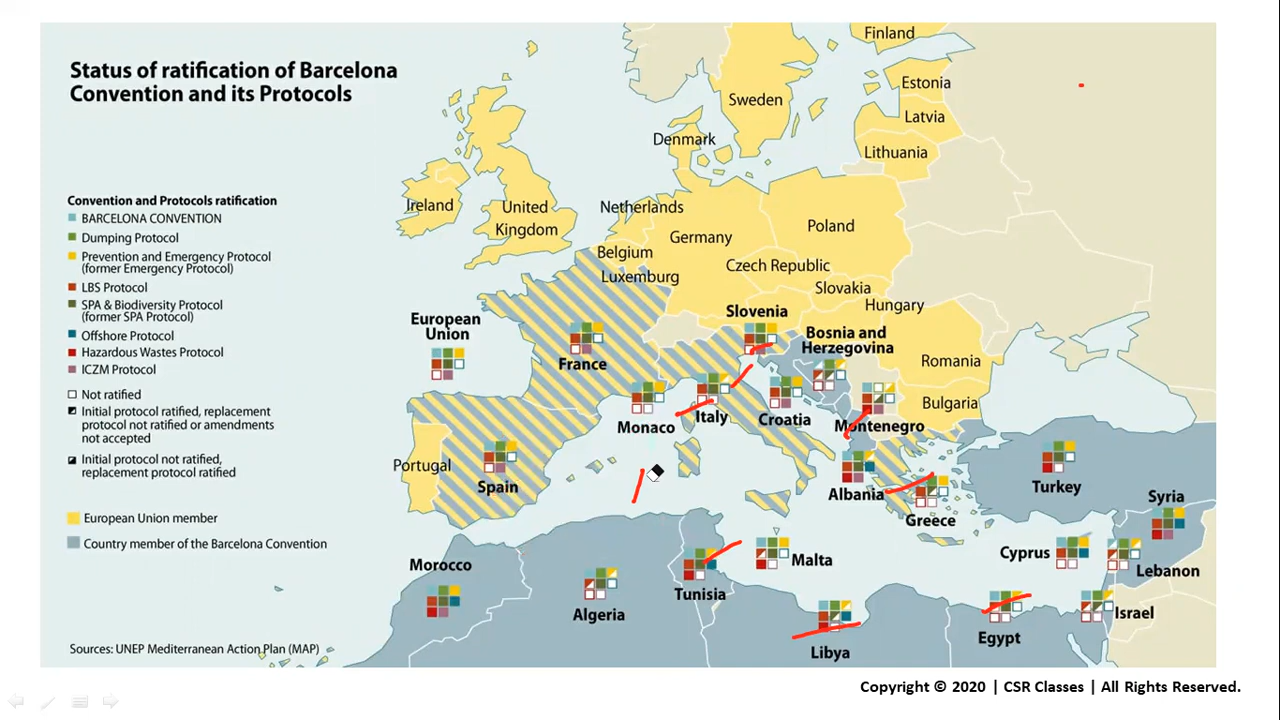 Status of ratification of Barcelona
Convention and its Protocols
Convention and Protocols ratification
BARCELONA CONVENTION
Dumping Protocol
Prevention and Emergency Protocol
(former Emergency Protocol)
LBS Protocol
SPA & Biodiversity Protocol
(former SPA Protocol)
Offshore Protocol
Hazardous Wastes Protocol
ICZM Protocol
Not ratified
Initial protocol ratified, replacement
protocol not ratified or amendments
not accepted
Initial protocol not ratified,
replacement protocol ratified
European Union member
Country member of the Barcelona Convention
Sources: UNEP Mediterranean Action Plan (MAP)
Finland
Estonia
Sweden
Latvia
Denmark
Lithuania
Ireland
United
Kingdom
Netherlands
Germany
Poland
Belgium
Czech Republic
Luxemburg
Slovakia
Hungary
European
Union
Slovenia
Bosnia and
Herzegovina
France
Romania
Bulgaria
Monaco
Italy
Croatia
Montenegro
Portugal
Spain
Albania
Greece
Turkey
Syria
Morocco
Algeria
Tunisia
Malta
Cyprus
Lebanon
Libya
Egypt
Israel
Copyright © 2020 | CSR Classes | All Rights Reserved.